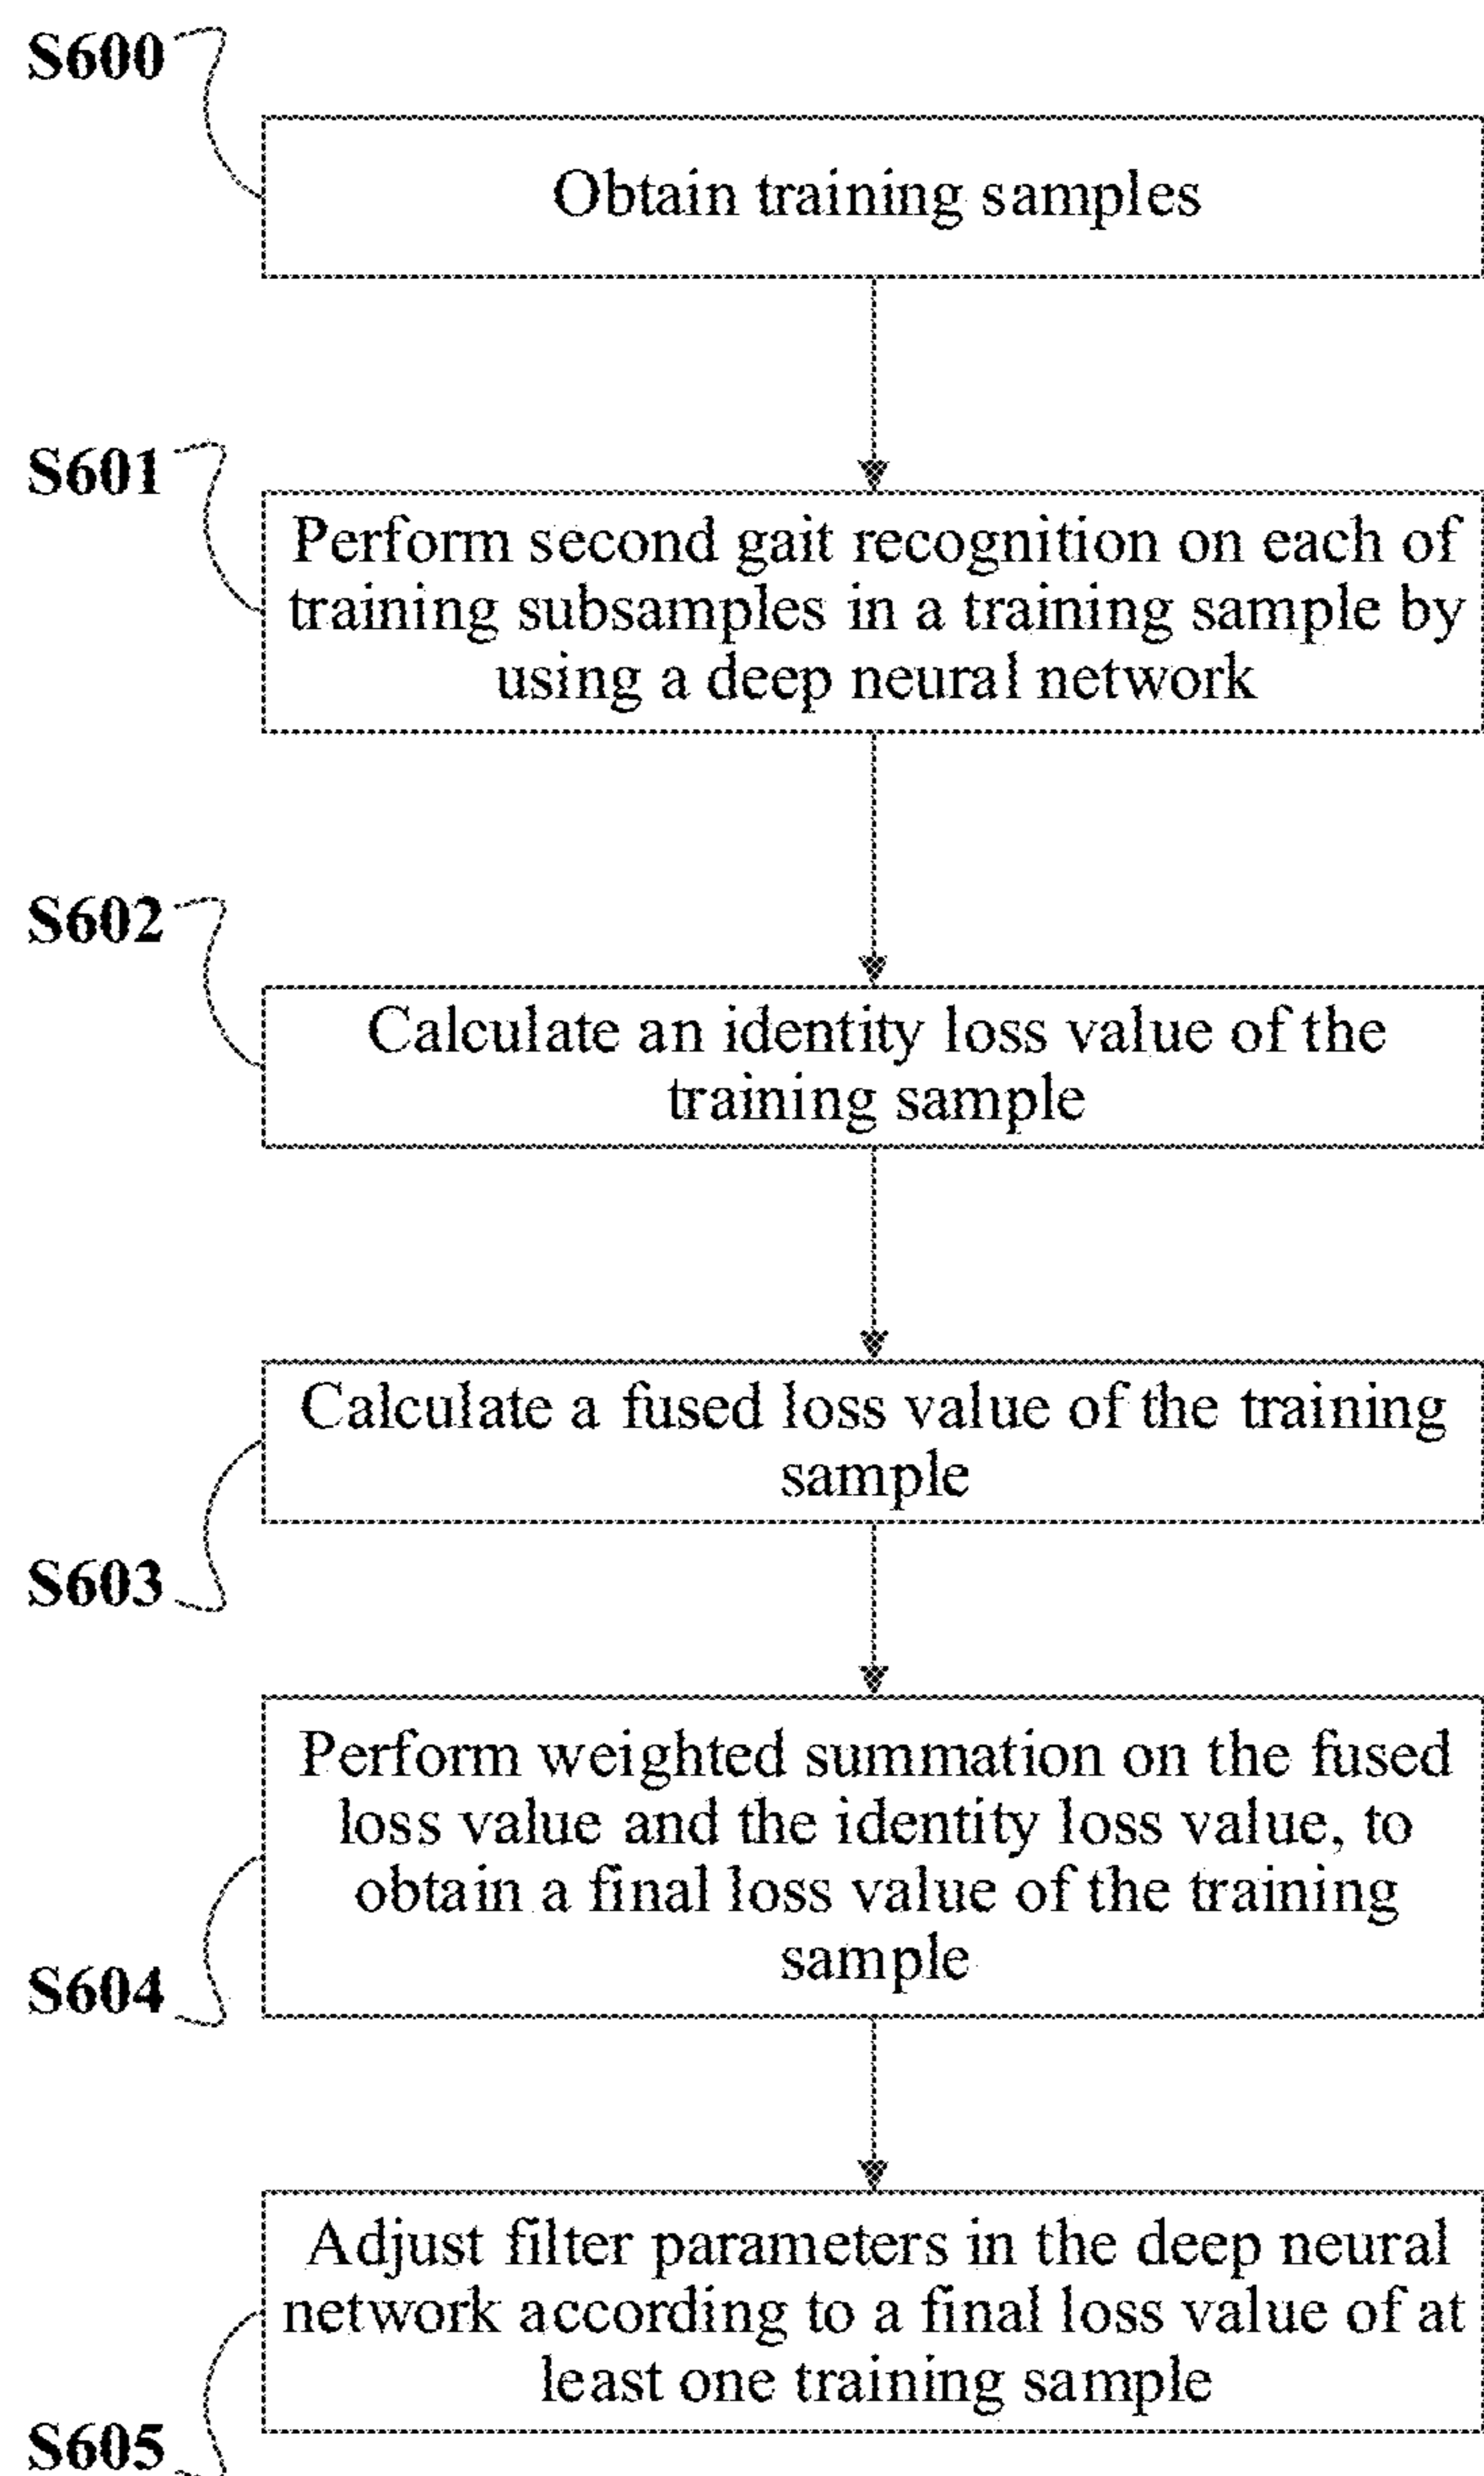 S600
Obtain training samples
S601
Perform second gait recognition on each of
training subsamples in a training sample by
using a deep neural network
S602
Calculate an identity loss value of the
training sample
Calculate a fused loss value of the training
sample
S603
Perform weighted summation on the fused
loss value and the identity loss value, to
obtain a final loss value of the training
sample
S604
Adjust filter parameters in the deep neural
network according to a final loss value of at
least one training sample
S605